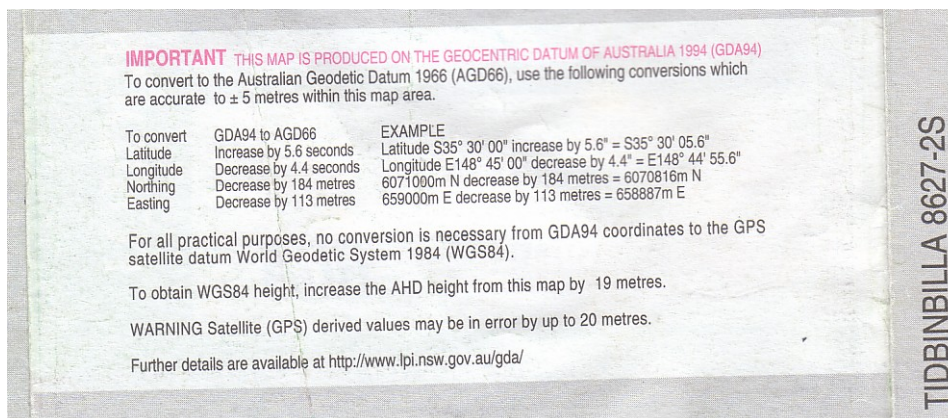 IMPORTANT THIS MAP IS PRODUCED ON THE GEOCENTRIC DATUM OF AUSTRALIA 1994 (GDA94)
To convert to the Australian Geodetic Datum 1966 (AGD66), use the following conversions which
are accurate to ± 5 metres within this map area.
To convert GDA94 to AGD66 EXAMPLE
Latitude Increase by 5.6 seconds Latitude S35° 30' 00" increase by 5.6" = S35° 30' 05.6"
Longitude Decrease by 4.4 seconds Longitude E148° 45' 00" decrease by 4.4" = E148° 44' 55.6"
Northing Decrease by 184 metres 6071000m N decrease by 184 metres = 6070816m N
Easting Decrease by 113 metres 659000m E decrease by 113 metres = 658887m E
For all practical purposes, no conversion is necessary from GDA94 coordinates to the GPS
satellite datum World Geodetic System 1984 (WGS84).
To obtain WGS84 height, increase the AHD height from this map by 19 metres.
WARNING Satellite (GPS) derived values may be in error by up to 20 metres.
Further details are available at http://www.lpi.nsw.gov.au/gda/
TIDBINBILLA 8627-2S